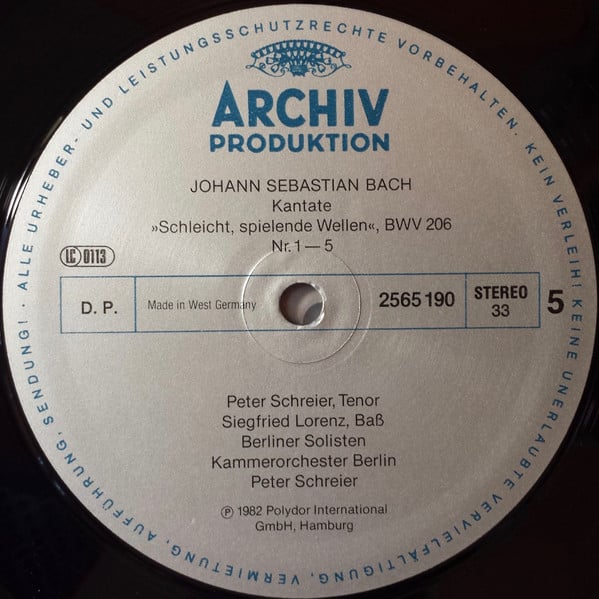 ALLE URHEBER- UND LEISTUNGSSCHUTZRECHTE VORBEHALTEN. KEIN VERLEIH! KEINE UNERLAUBTE VERVIELFÄLTIGUNG, VERMIETUNG, AUFFÜHRUNG, SENDUNG! ·
ARCHIV
PRODUKTION
JOHANN SEBASTIAN BACH
Kantate
»Schleicht, spielende Wellen«, BWV 206
Nr. 1 — 5
LC 0113
D. P. Made in West Germany 2565 190 STEREO 5
33
Peter Schreier, Tenor
Siegfried Lorenz, Baß
Berliner Solisten
Kammerorchester Berlin
Peter Schreier
Ⓟ 1982 Polydor International
GmbH, Hamburg